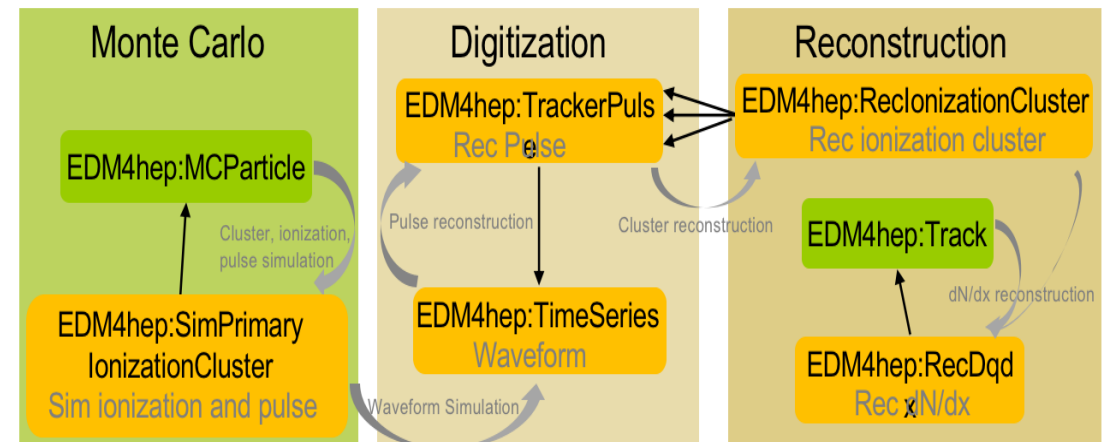 Monte Carlo
EDM4hep:MCParticle
Cluster, ionization,
pulse simulation
EDM4hep:SimPrimary
IonizationCluster
Sim ionization and pulse
Waveform Simulation
Digitization
EDM4hep:TrackerPuls
e
Rec Pulse
Pulse reconstruction
EDM4hep:TimeSeries
Waveform
Cluster reconstruction
Reconstruction
EDM4hep:RecIonizationCluster
Rec ionization cluster
EDM4hep:Track
dN/dx reconstruction
EDM4hep:RecDqd
x
Rec dN/dx